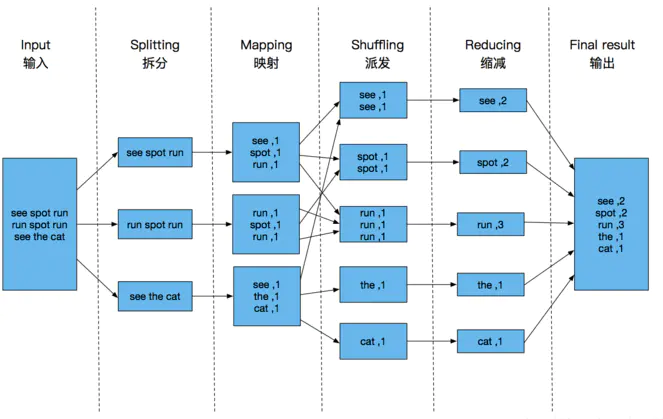 Input
输入
Splitting
拆分
Mapping
映射
Shuffling
派发
Reducing
缩减
Final result
输出
see spot run
run spot run
see the cat
see spot run
run spot run
see the cat
see ,1
spot ,1
run ,1
run ,1
spot ,1
run ,1
see ,1
the ,1
cat ,1
see ,1
see ,1
spot ,1
spot ,1
run ,1
run ,1
run ,1
the ,1
cat ,1
see ,2
spot ,2
run ,3
the ,1
cat ,1
see ,2
spot ,2
run ,3
the ,1
cat ,1